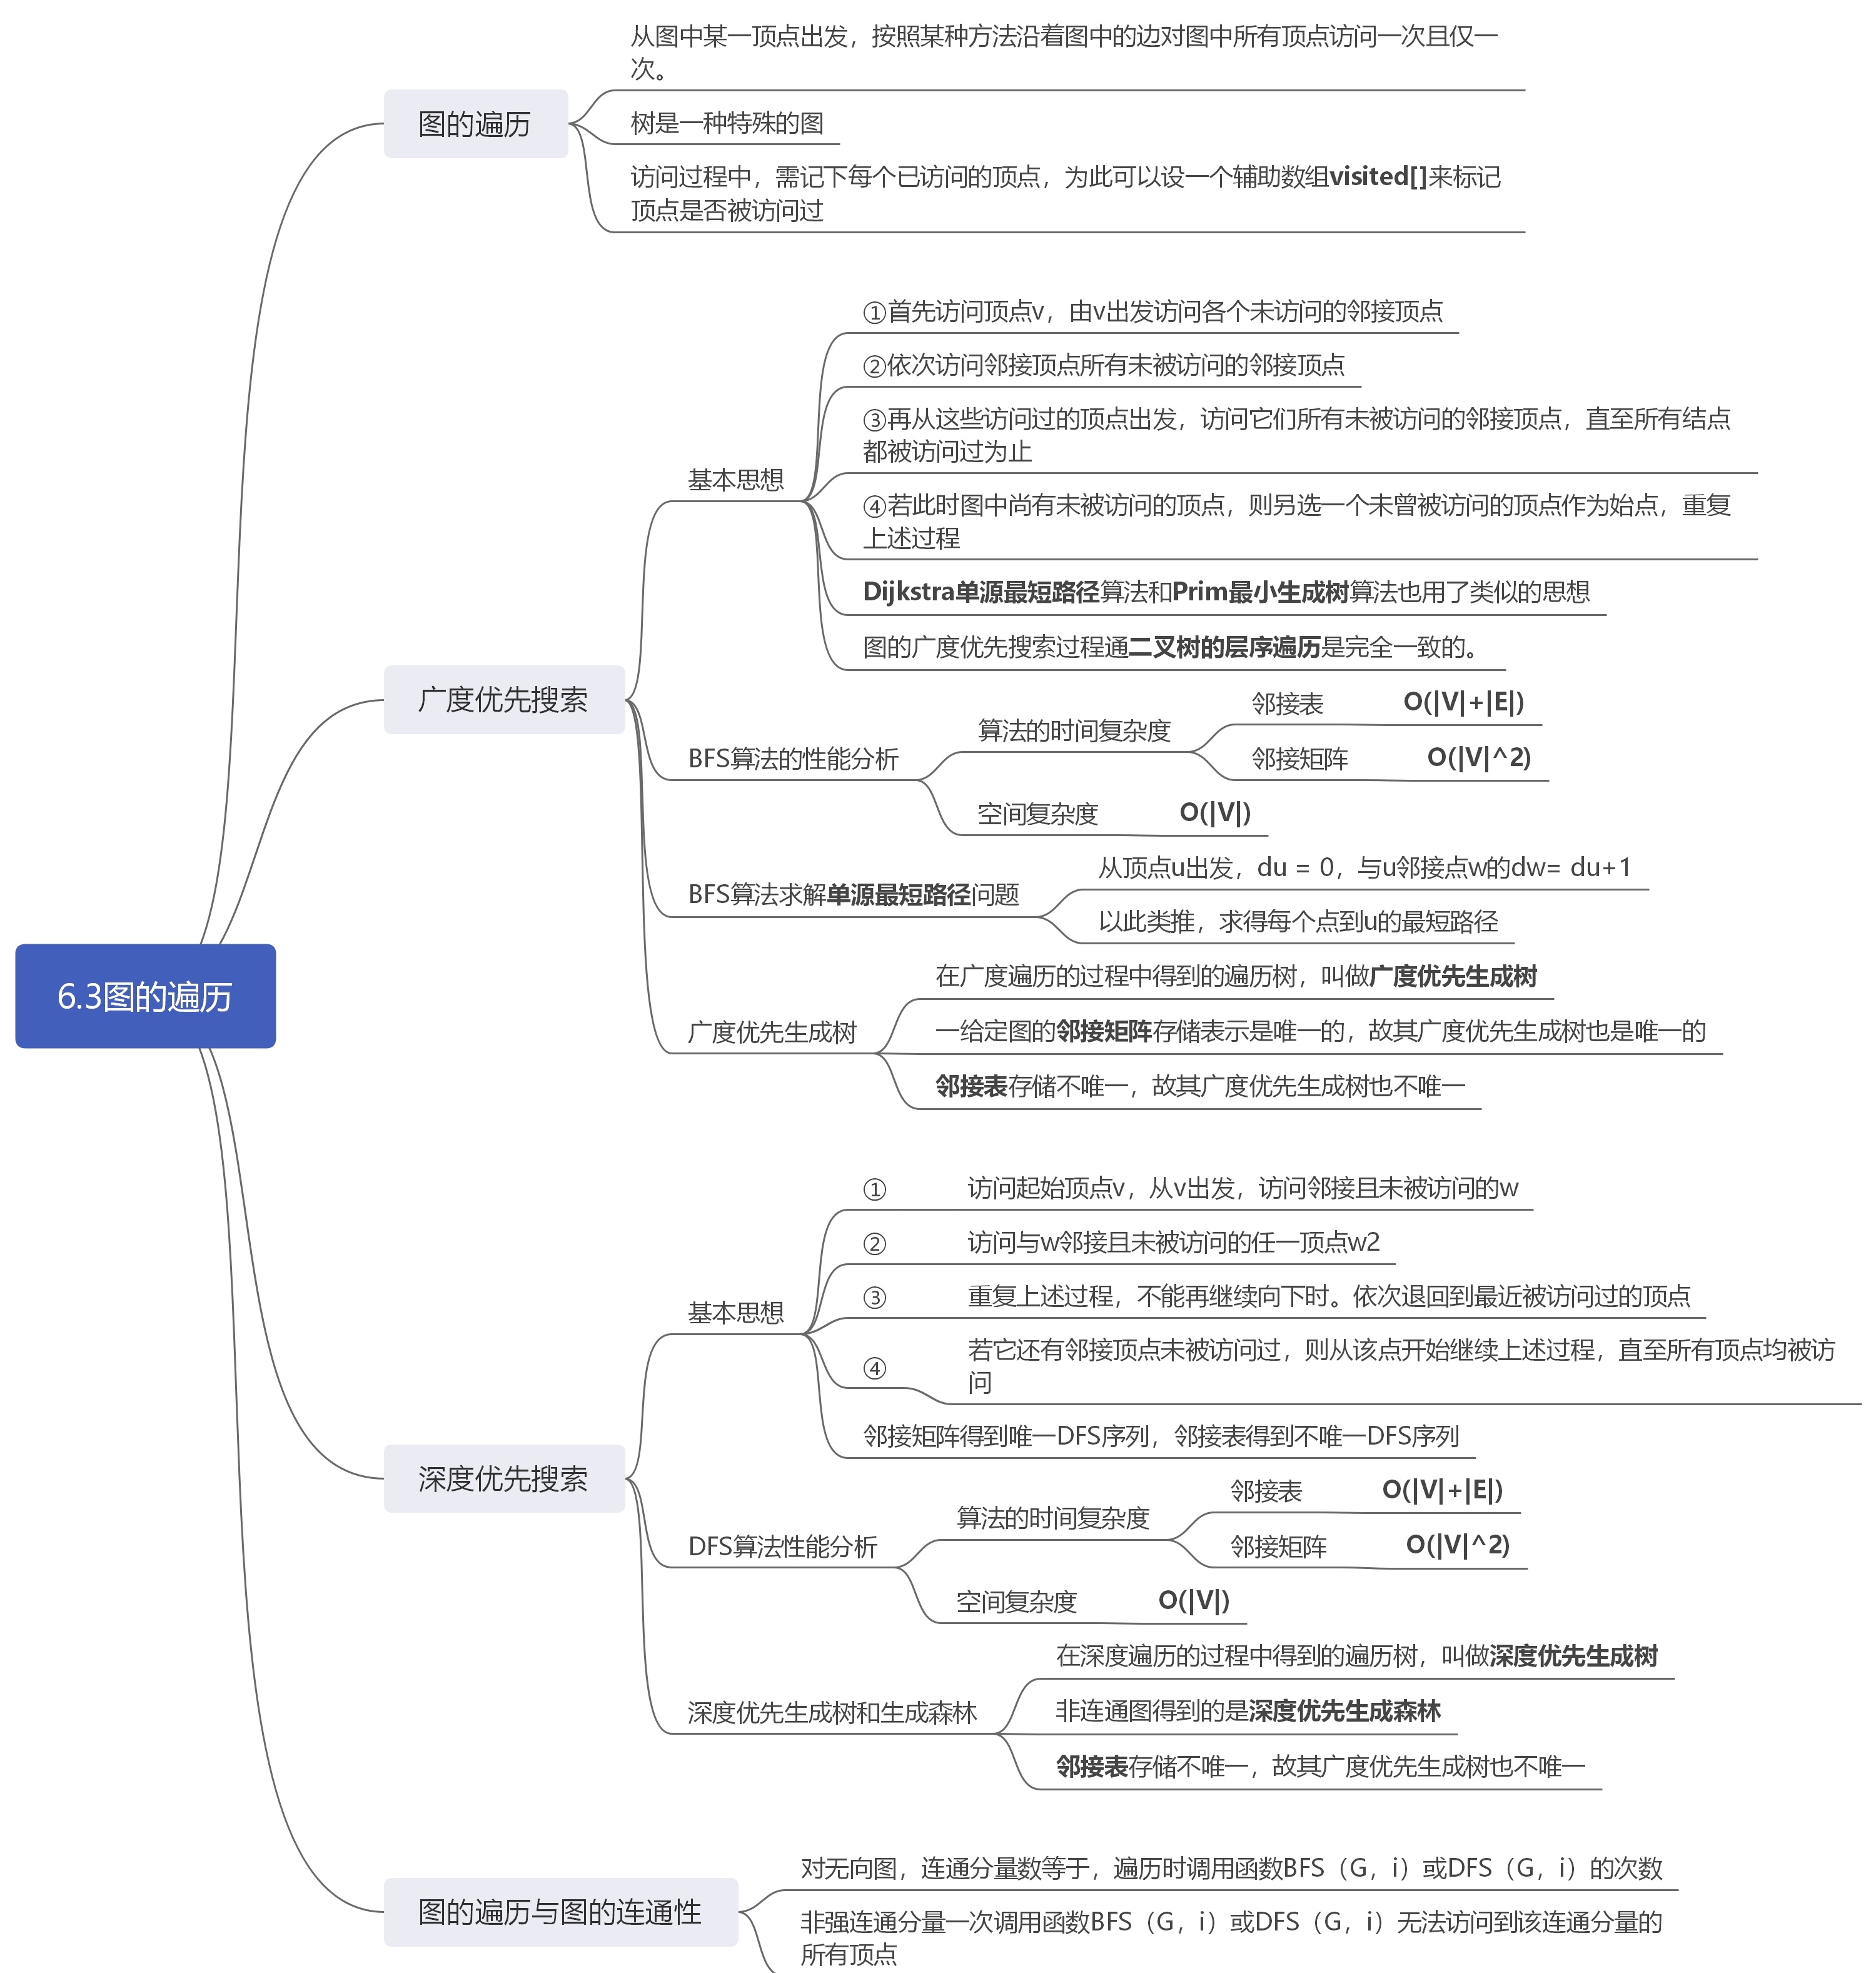 从图中某一顶点出发，按照某种方法沿着图中的边对图中所有顶点访问一次且仅一
次。
图的遍历
树是一种特殊的图
访问过程中，需记下每个已访问的顶点，为此可以设一个辅助数组visited[]来标记
顶点是否被访问过
①首先访问顶点v，由v出发访问各个未访问的邻接顶点
②依次访问邻接顶点所有未被访问的邻接顶点
③再从这些访问过的顶点出发，访问它们所有未被访问的邻接顶点，直至所有结点
都被访问过为止
基本思想
④若此时图中尚有未被访问的顶点，则另选一个未曾被访问的顶点作为始点，重复
上述过程
Dijkstra单源最短路径算法和Prim最小生成树算法也用了类似的思想
图的广度优先搜索过程通二叉树的层序遍历是完全一致的。
广度优先搜索
邻接表 O(|V|+|E|)
算法的时间复杂度
邻接矩阵 O(|V|^2)
BFS算法的性能分析
空间复杂度 O(|V|)
从顶点u出发，du = 0，与u邻接点w的dw= du+1
BFS算法求解单源最短路径问题
以此类推，求得每个点到u的最短路径
在广度遍历的过程中得到的遍历树，叫做广度优先生成树
广度优先生成树
一给定图的邻接矩阵存储表示是唯一的，故其广度优先生成树也是唯一的
邻接表存储不唯一，故其广度优先生成树也不唯一
6.3图的遍历
① 访问起始顶点v，从v出发，访问邻接且未被访问的w
② 访问与w邻接且未被访问的任一顶点w2
基本思想
③ 重复上述过程，不能再继续向下时。依次退回到最近被访问过的顶点
④ 若它还有邻接顶点未被访问过，则从该点开始继续上述过程，直至所有顶点均被访
问
邻接矩阵得到唯一DFS序列，邻接表得到不唯一DFS序列
深度优先搜索
邻接表 O(|V|+|E|)
算法的时间复杂度
邻接矩阵 O(|V|^2)
DFS算法性能分析
空间复杂度 O(|V|)
在深度遍历的过程中得到的遍历树，叫做深度优先生成树
深度优先生成树和生成森林
非连通图得到的是深度优先生成森林
邻接表存储不唯一，故其广度优先生成树也不唯一
对无向图，连通分量数等于，遍历时调用函数BFS（G，i）或DFS（G，i）的次数
图的遍历与图的连通性
非强连通分量一次调用函数BFS（G，i）或DFS（G，i）无法访问到该连通分量的
所有顶点